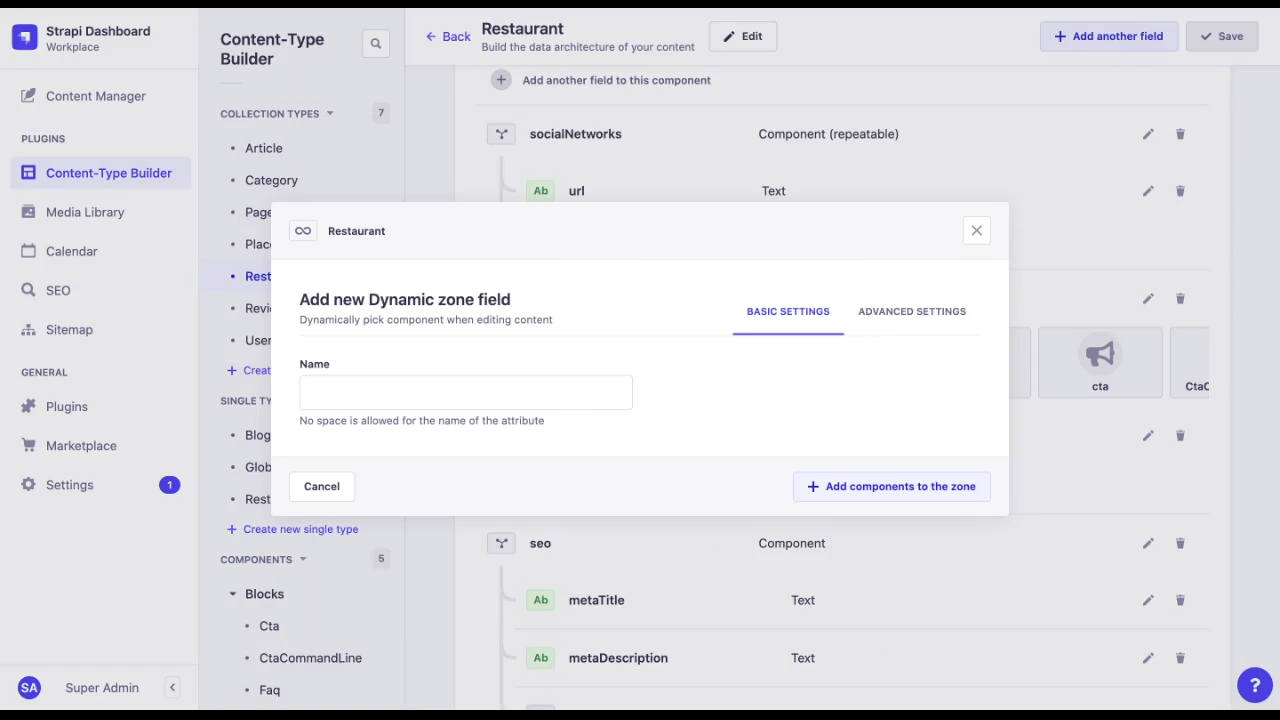 Strapi Dashboard
Workplace
Content Manager
PLUGINS
Content-Type Builder
Media Library
Calendar
SEO
Sitemap
GENERAL
Plugins
Marketplace
Settings
1
SA
Super Admin
Content-Type
Builder
COLLECTION TYPES
7
Article
Category
Page
Place
Rest
Revi
User
Creat
SINGLE TY
Blog
Glob
Rest
Create new single type
COMPONENTS
5
Blocks
Cta
CtaCommandLine
Faq
Back
Restaurant
Build the data architecture of your content
Edit
Add another field
Save
Add another field to this component
socialNetworks
Component (repeatable)
Ab
url
Text
Restaurant
Add new Dynamic zone field
Dynamically pick component when editing content
BASIC SETTINGS
ADVANCED SETTINGS
Name
No space is allowed for the name of the attribute
Cancel
Add components to the zone
cta
CtaC
seo
Component
Ab
metaTitle
Text
Ab
metaDescription
Text
?